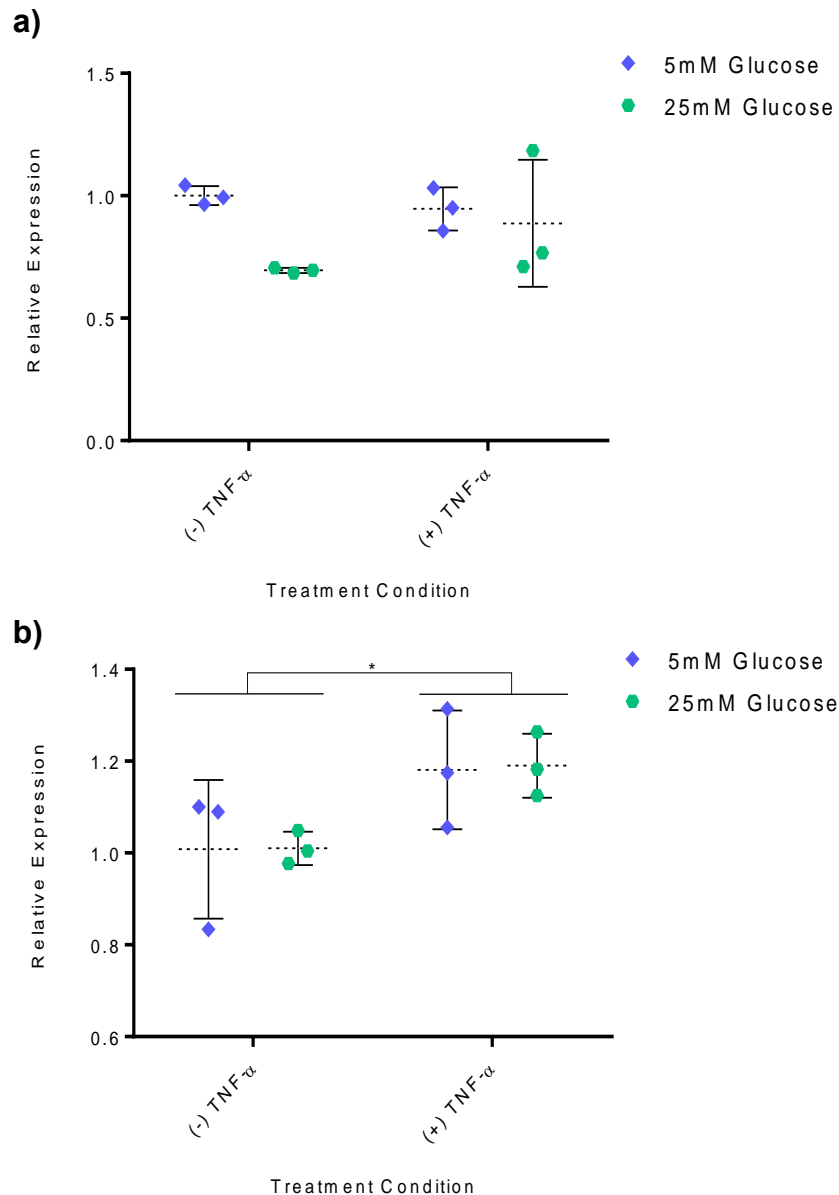 a)
5mM Glucose
25mM Glucose
1.5
1.0
0.5
0.0
Relative Expression
(-) TNF-α
(+) TNF-α
Treatment Condition
b)
5mM Glucose
25mM Glucose
*
1.4
1.2
1.0
0.8
0.6
Relative Expression
(-) TNF-α
(+) TNF-α
Treatment Condition